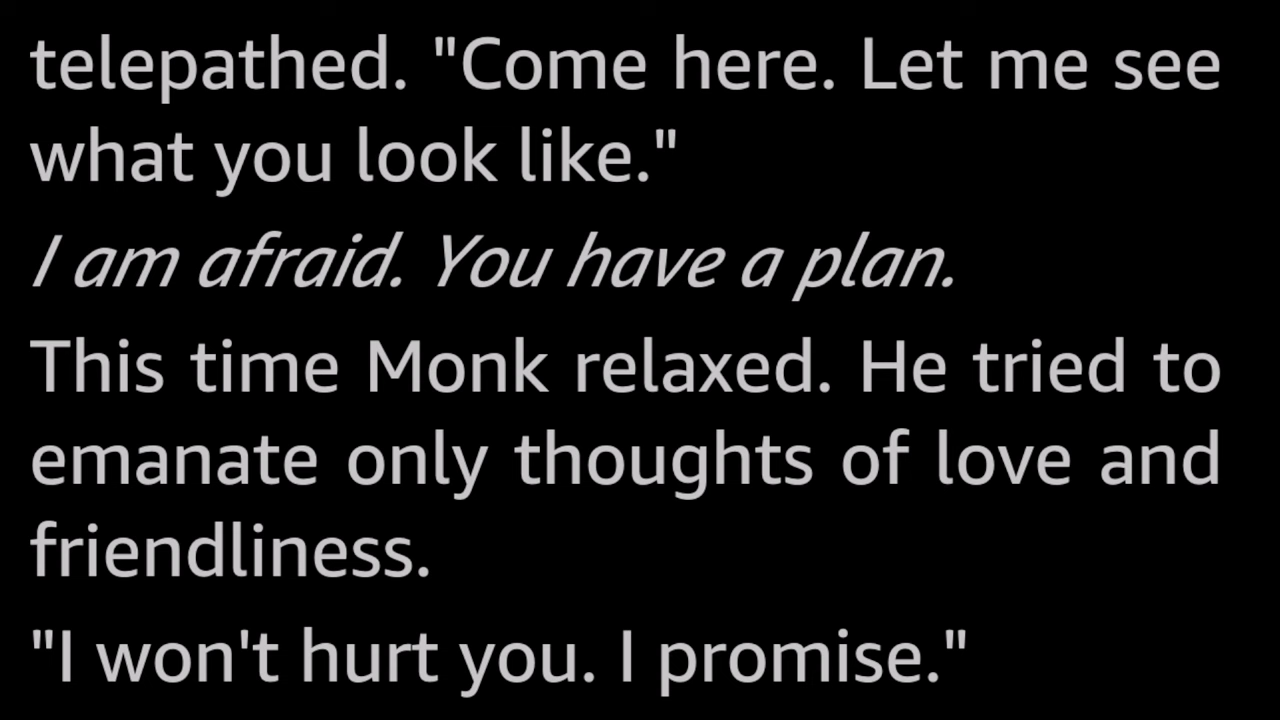 telepathed. "Come here. Let me see
what you look like."
I am afraid. You have a plan.
This time Monk relaxed. He tried to
emanate only thoughts of love and
friendliness.
"I won't hurt you. I promise."